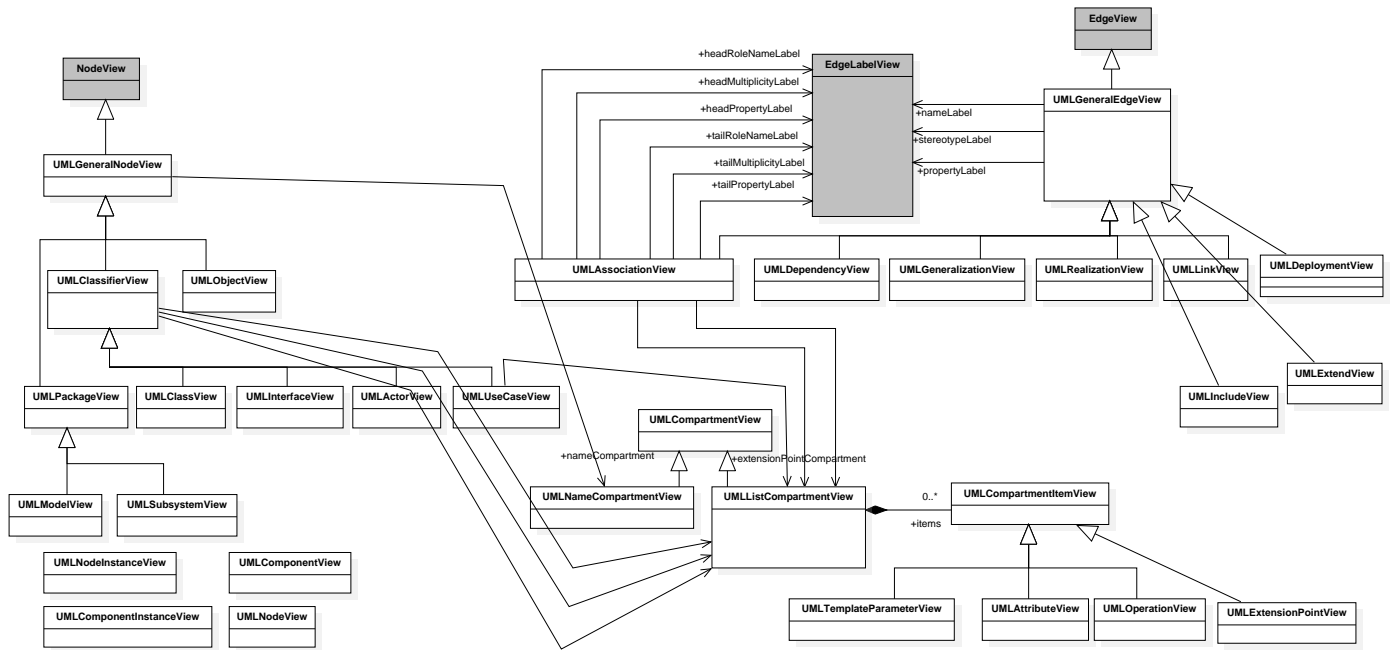 EdgeView
+headRoleNameLabel
EdgeLabelView
NodeView
+headMultiplicityLabel
UMLGeneralEdgeView
+headPropertyLabel
+nameLabel
+tailRoleNameLabel
+stereotypeLabel
UMLGeneralNodeView
+tailMultiplicityLabel
+propertyLabel
+tailPropertyLabel
UMLClassifierView
UMLObjectView
UMLAssociationView
UMLDependencyView
UMLGeneralizationView
UMLRealizationView
UMLLinkView
UMLDeploymentView
UMLExtendView
UMLPackageView
UMLClassView
UMLInterfaceView
UMLActorView
UMLUseCaseView
UMLIncludeView
UMLCompartmentView
+nameCompartment
+extensionPointCompartment
UMLModelView
UMLSubsystemView
UMLNameCompartmentView
UMLListCompartmentView
0..*
UMLCompartmentItemView
+items
UMLNodeInstanceView
UMLComponentView
UMLComponentInstanceView
UMLNodeView
UMLTemplateParameterView
UMLAttributeView
UMLOperationView
UMLExtensionPointView